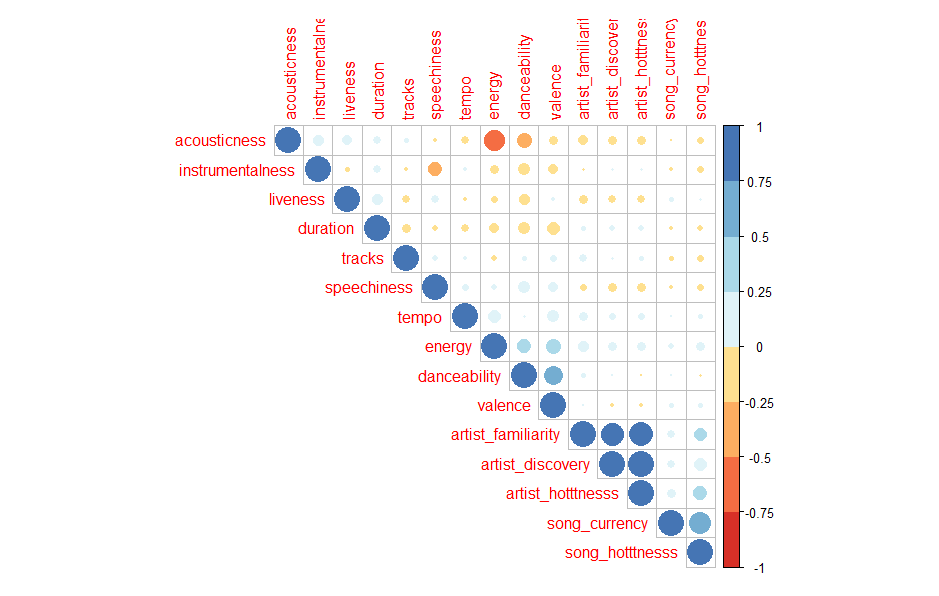 acousticness
instrumentalne
liveness
duration
tracks
speechiness
tempo
energy
danceability
valence
artist_familiari
artist_discover
artist_hotttness
song_currency
song_hotttnes
acousticness
instrumentalness
liveness
duration
tracks
speechiness
tempo
energy
danceability
valence
artist_familiarity
artist_discovery
artist_hotttnesss
song_currency
song_hotttnesss
1
0.75
0.5
0.25
0
-0.25
-0.5
-0.75
-1